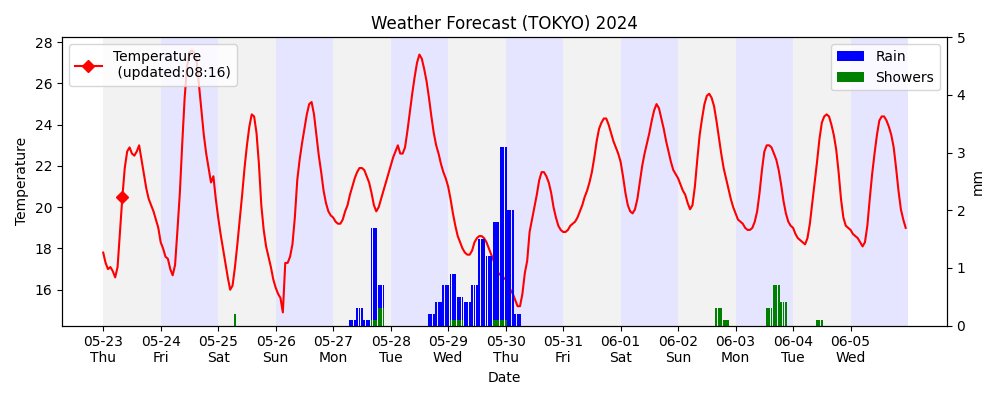 Weather Forecast (TOKYO) 2024
Temperature
(updated:08:16)
Rain
Showers
28
26
24
22
20
18
16
Temperature
5
4
3
2
1
0
mm
05-23 05-24 05-25 05-26 05-27 05-28 05-29 05-30 05-31 06-01 06-02 06-03 06-04 06-05
Thu Fri Sat Sun Mon Tue Wed Thu Fri Sat Sun Mon Tue Wed
Date